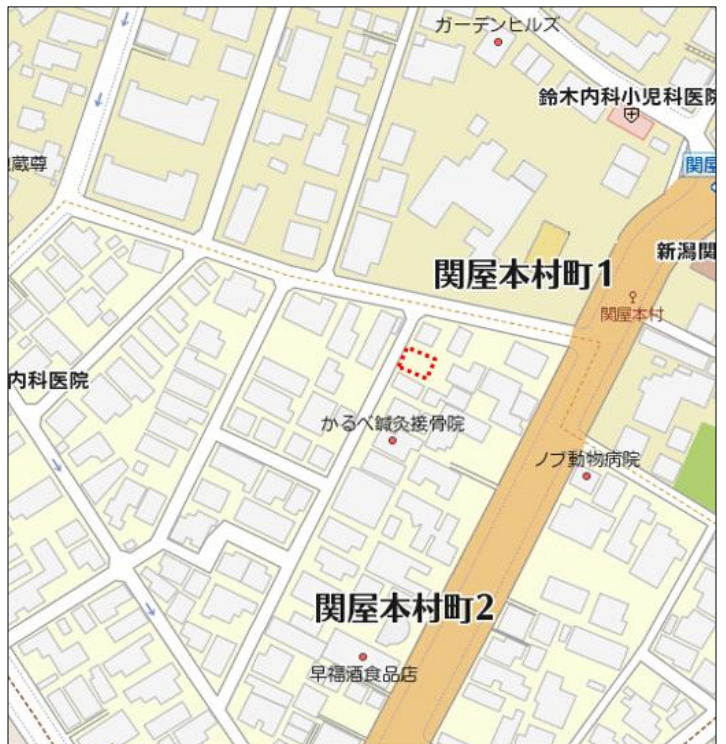 ガーデンヒルズ
鈴木内科小児科医院
蔵尊
関屋
新潟関
関屋本村町1
関屋本村
内科医院
かるべ鍼灸接骨院
ノブ動物病院
関屋本村町2
早福酒食品店